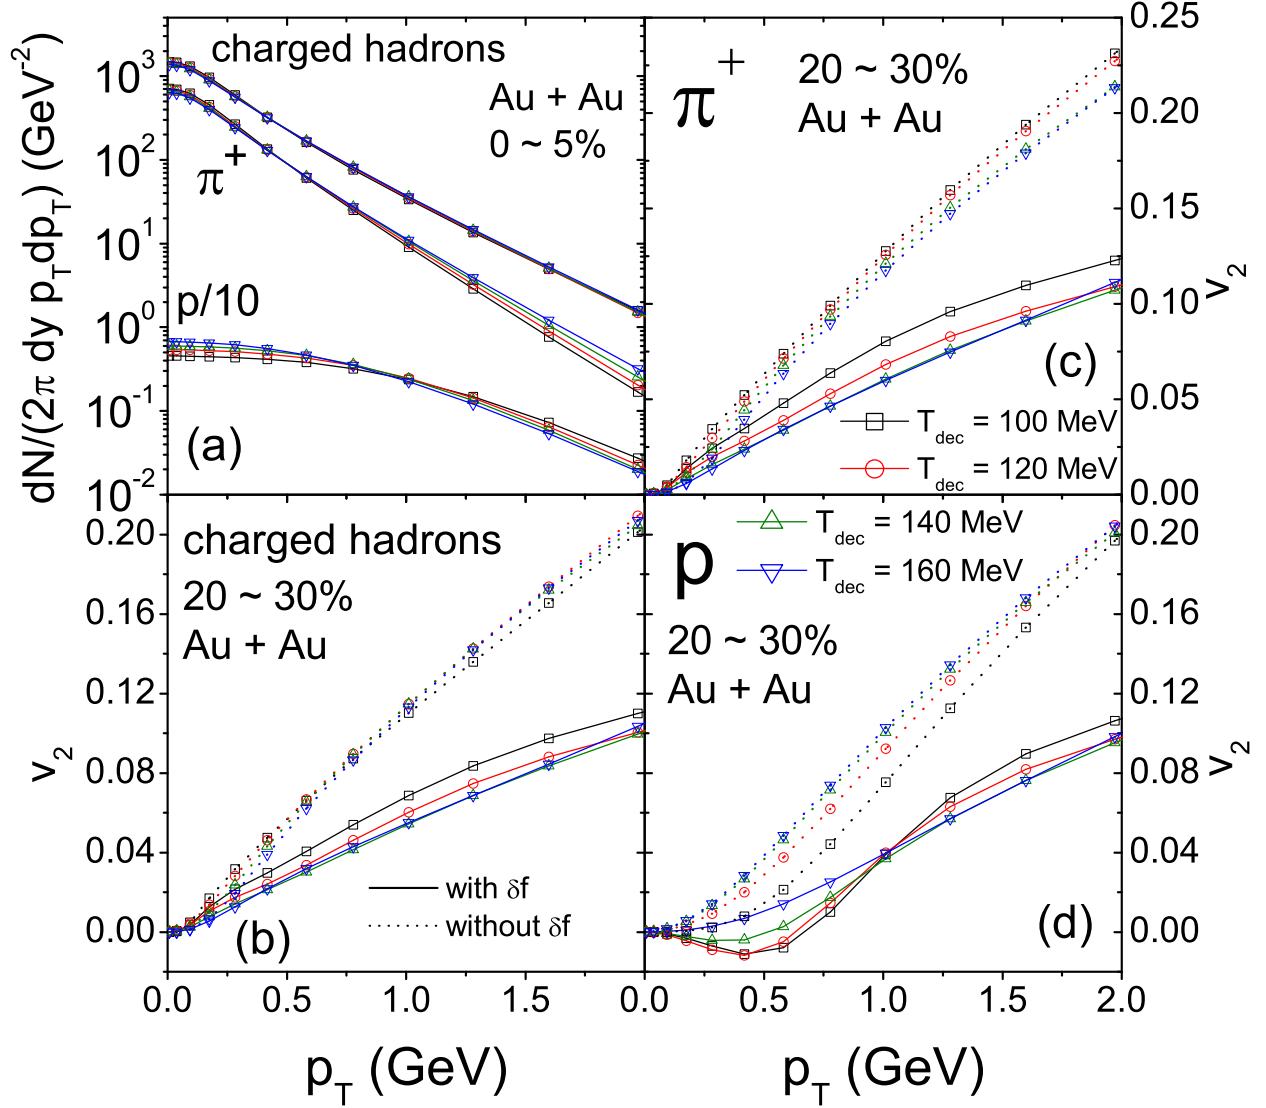 charged hadrons
Au + Au
0 ~ 5%
π+
p/10
(a)
10^3
10^2
10^1
10^0
10^-1
10^-2
dN/(2π dy p_T dp_T) (GeV^-2)
π+
20 ~ 30%
Au + Au
(c)
T_dec = 100 MeV
T_dec = 120 MeV
0.25
0.20
0.15
0.10
0.05
0.00
v_2
charged hadrons
20 ~ 30%
Au + Au
with δf
without δf
(b)
0.20
0.16
0.12
0.08
0.04
0.00
v_2
0.0 0.5 1.0 1.5
p_T (GeV)
T_dec = 140 MeV
T_dec = 160 MeV
p
20 ~ 30%
Au + Au
(d)
0.20
0.16
0.12
0.08
0.04
0.00
v_2
0.0 0.5 1.0 1.5 2.0
p_T (GeV)